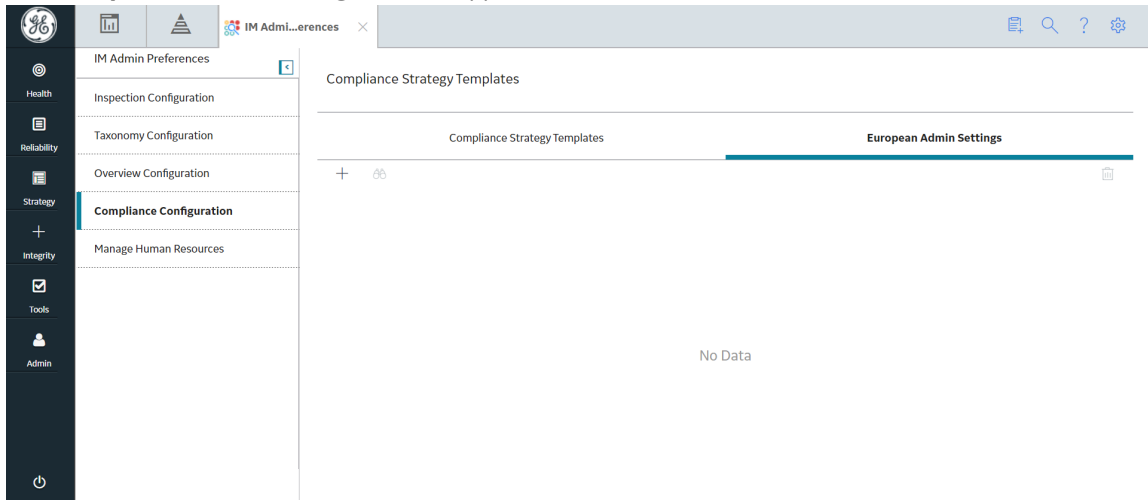 IM Admi...erences
Health
Reliability
Strategy
Integrity
Tools
Admin
IM Admin Preferences
Inspection Configuration
Taxonomy Configuration
Overview Configuration
Compliance Configuration
Manage Human Resources
Compliance Strategy Templates
Compliance Strategy Templates
European Admin Settings
No Data